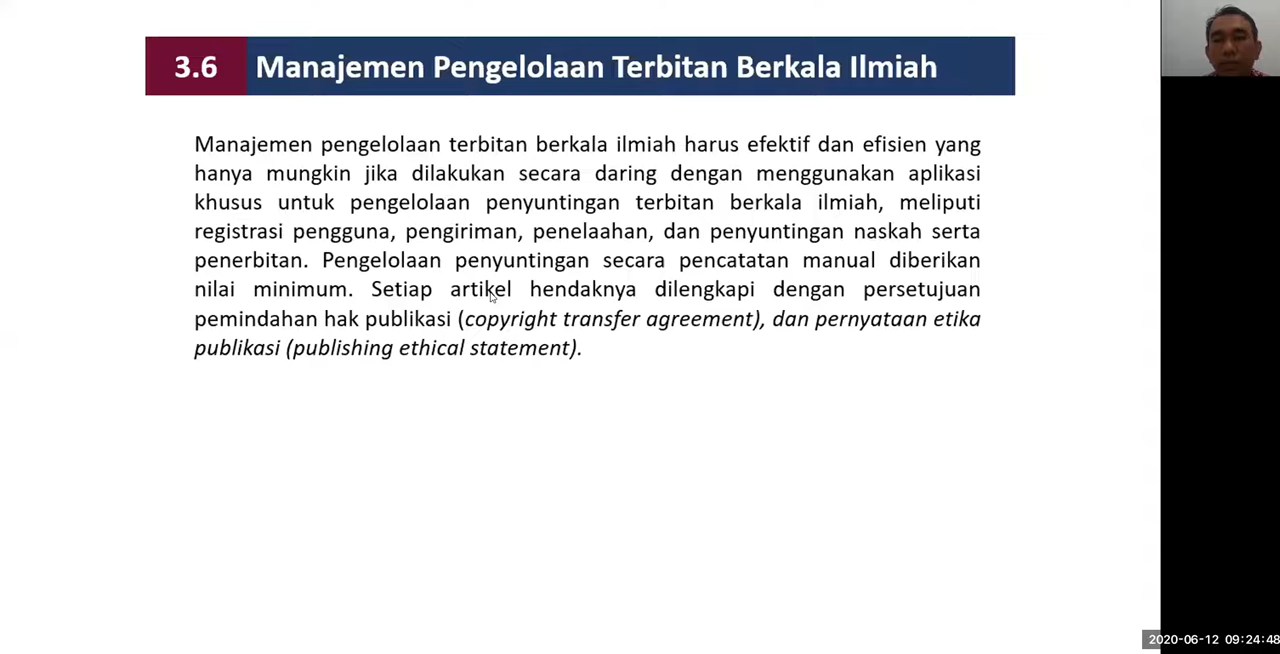 3.6 Manajemen Pengelolaan Terbitan Berkala Ilmiah
Manajemen pengelolaan terbitan berkala ilmiah harus efektif dan efisien yang
hanya mungkin jika dilakukan secara daring dengan menggunakan aplikasi
khusus untuk pengelolaan penyuntingan terbitan berkala ilmiah, meliputi
registrasi pengguna, pengiriman, penelaahan, dan penyuntingan naskah serta
penerbitan. Pengelolaan penyuntingan secara pencatatan manual diberikan
nilai minimum. Setiap artikel hendaknya dilengkapi dengan persetujuan
pemindahan hak publikasi (copyright transfer agreement), dan pernyataan etika
publikasi (publishing ethical statement).
2020-06-12 09:24:48